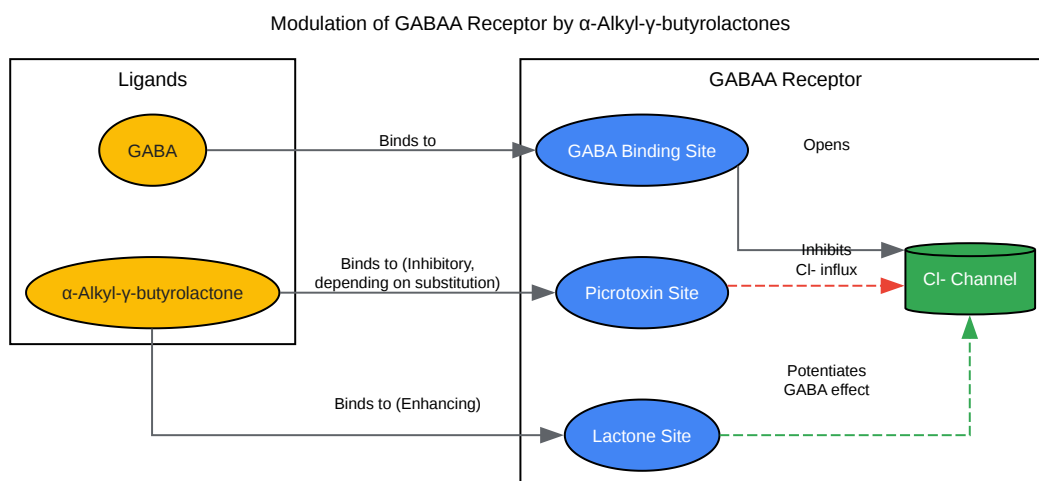 Modulation of GABAA Receptor by α-Alkyl-γ-butyrolactones
Ligands
GABAA Receptor
GABA
Binds to
GABA Binding Site
Opens
α-Alkyl-γ-butyrolactone
Binds to (Inhibitory,
depending on substitution)
Picrotoxin Site
Inhibits
Cl- influx
Cl- Channel
Binds to (Enhancing)
Lactone Site
Potentiates
GABA effect